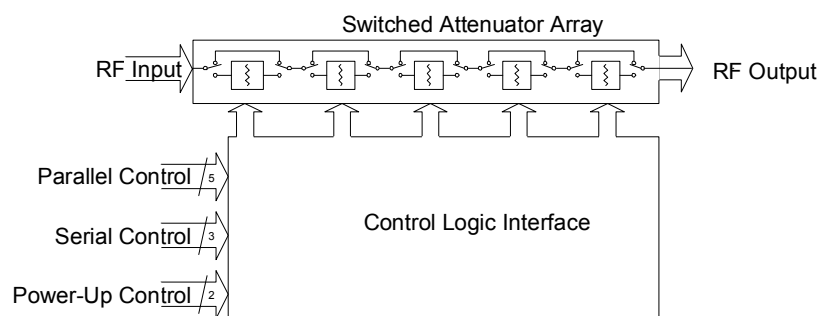 Switched Attenuator Array
RF Input
RF Output
Parallel Control
5
Control Logic Interface
Serial Control
3
Power-Up Control
2